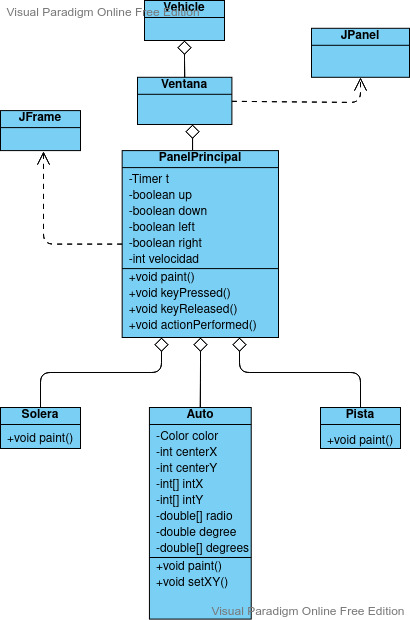 Visual Paradigm Online Free Edition
Vehicle
JPanel
Ventana
JFrame
PanelPrincipal
-Timer t
-boolean up
-boolean down
-boolean left
-boolean right
-int velocidad
+void paint()
+void keyPressed()
+void keyReleased()
+void actionPerformed()
Solera
+void paint()
Auto
-Color color
-int centerX
-int centerY
-int[] intX
-int[] intY
-double[] radio
-double degree
-double[] degrees
+void paint()
+void setXY()
Pista
+void paint()
Visual Paradigm Online Free Edition